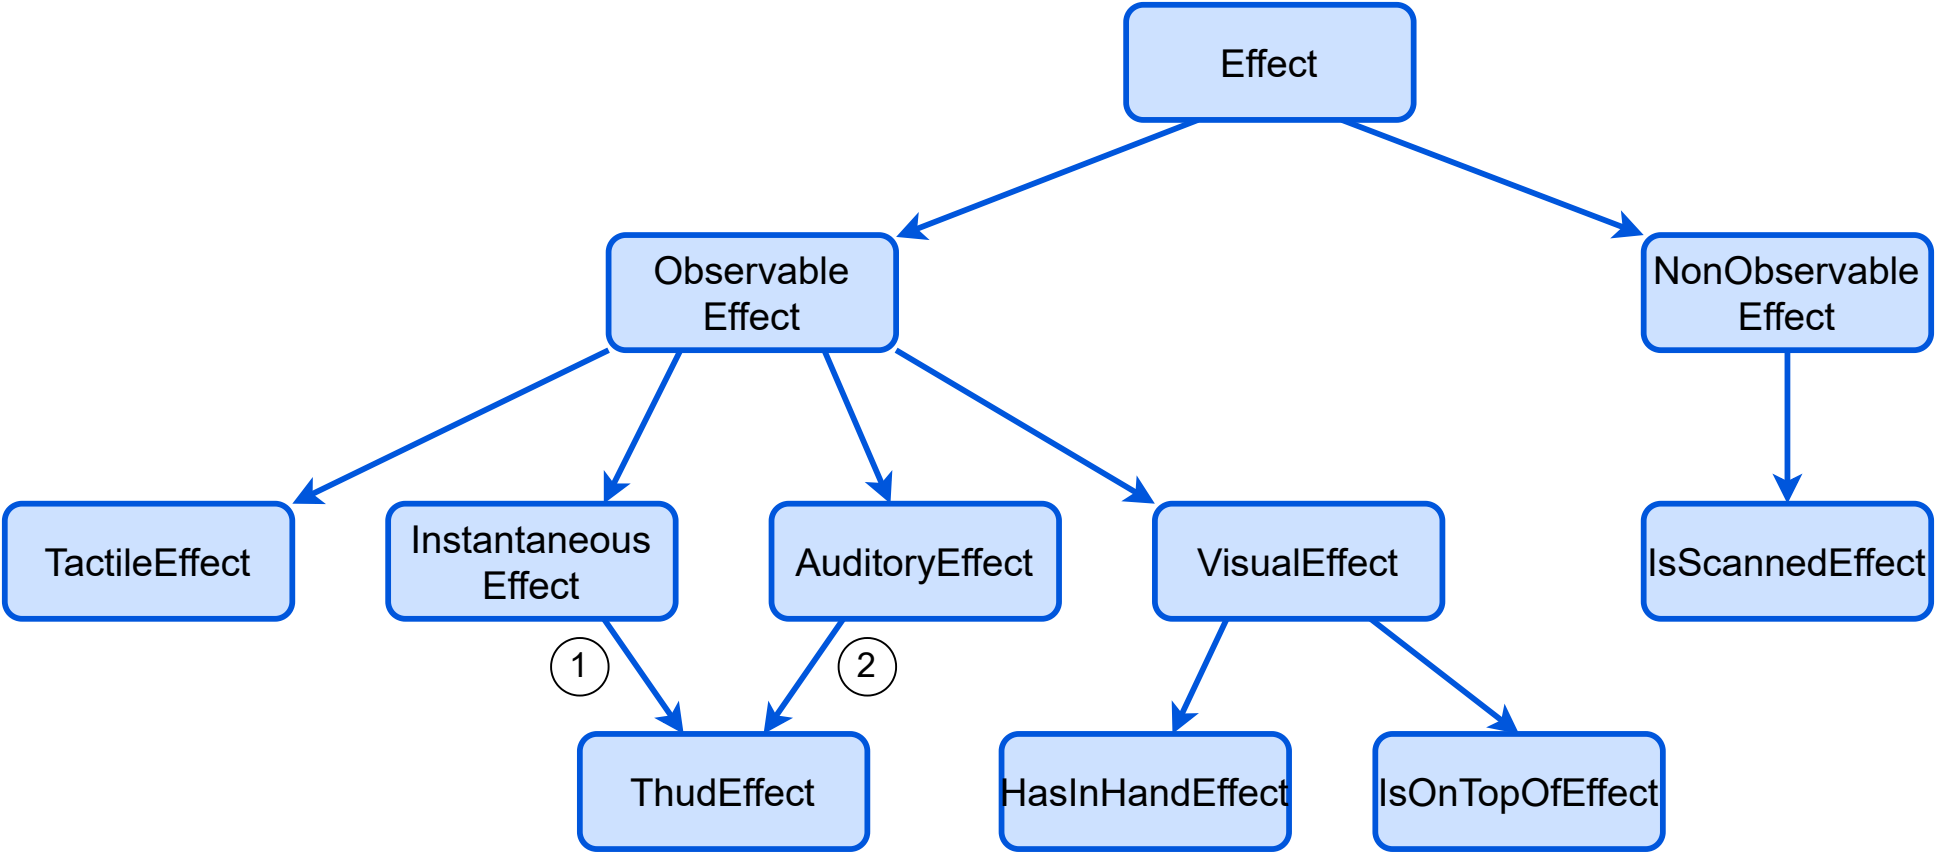 Effect
Observable
Effect
NonObservable
Effect
TactileEffect
Instantaneous
Effect
AuditoryEffect
VisualEffect
IsScannedEffect
1
2
ThudEffect
HasInHandEffect
IsOnTopOfEffect